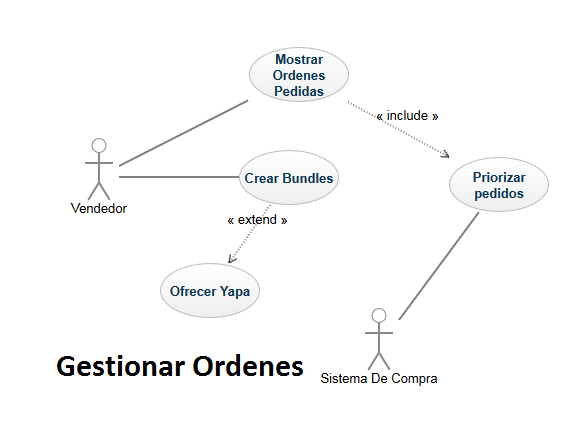 Mostrar
Ordenes
Pedidas
« include »
Crear Bundles
Priorizar
pedidos
Vendedor
« extend »
Ofrecer Yapa
Gestionar Ordenes
Sistema De Compra